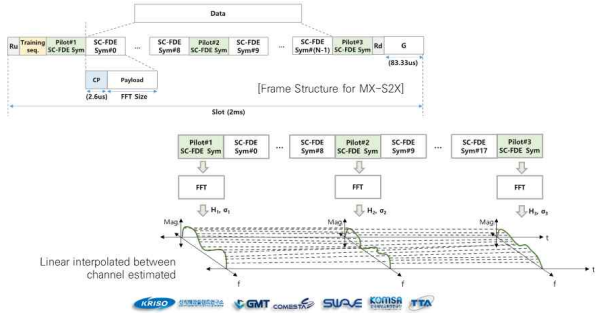 Data
Ru Training seq. Pilot#1 SC-FDE Sym SC-FDE Sym#0 ... SC-FDE Sym#8 Pilot#2 SC-FDE Sym SC-FDE Sym#9 ... SC-FDE Sym#(N-1) Pilot#3 SC-FDE Sym Rd G
(83.33us)
CP Payload
(2.6us) FFT Size
[Frame Structure for MX-S2X]
Slot (2ms)
Pilot#1 SC-FDE Sym SC-FDE Sym#0 ... SC-FDE Sym#8 Pilot#2 SC-FDE Sym SC-FDE Sym#9 ... SC-FDE Sym#17 Pilot#3 SC-FDE Sym
FFT FFT FFT
H₁, σ₁ H₂, σ₂ H₃, σ₃
Mag. Mag. Mag.
t
Linear interpolated between
channel estimated
t
f f f
KRISO GMT COMESTA SURE KOMSA TTA